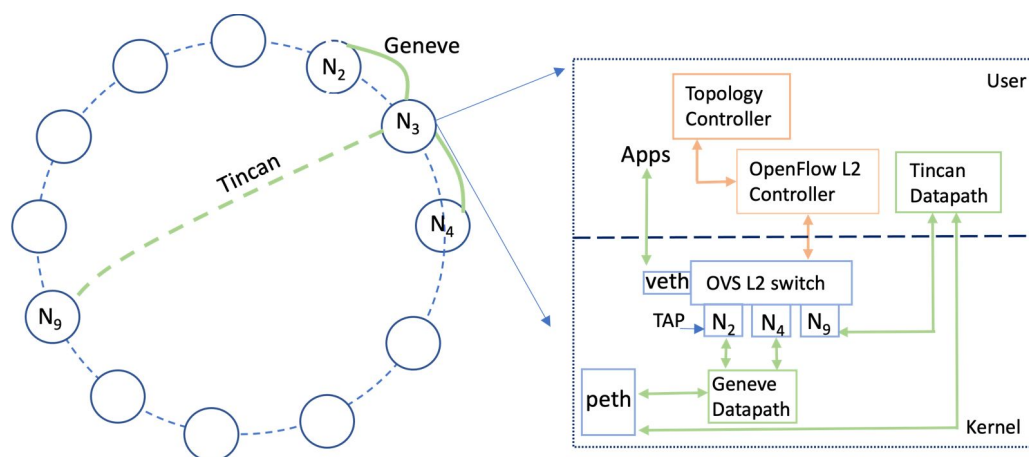 Geneve
N2
N3
Tincan
N4
N9
User
Topology
Controller
Apps
OpenFlow L2
Controller
Tincan
Datapath
veth
OVS L2 switch
TAP
N2
N4
N9
peth
Geneve
Datapath
Kernel